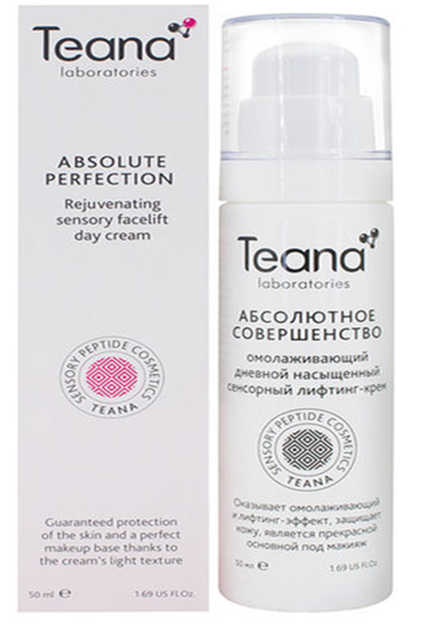 Teana
laboratories
ABSOLUTE
PERFECTION
Rejuvenating
sensory facelift
day cream
SENSORY PEPTIDE COSMETICS
TEANA
Guaranteed protection
of the skin and a perfect
makeup base thanks to
the cream's light texture
50 ml e 1.69 US Fl.Oz.
Teana
laboratories
АБСОЛЮТНОЕ
СОВЕРШЕНСТВО
омолаживающий
дневной насыщенный
сенсорный лифтинг-крем
SENSORY PEPTIDE COSMETICS
TEANA
Оказывает омолаживающий
и лифтинг-эффект, защищает
кожу, является прекрасной
основной под макияж
50 мл e 1.69 US Fl.Oz.